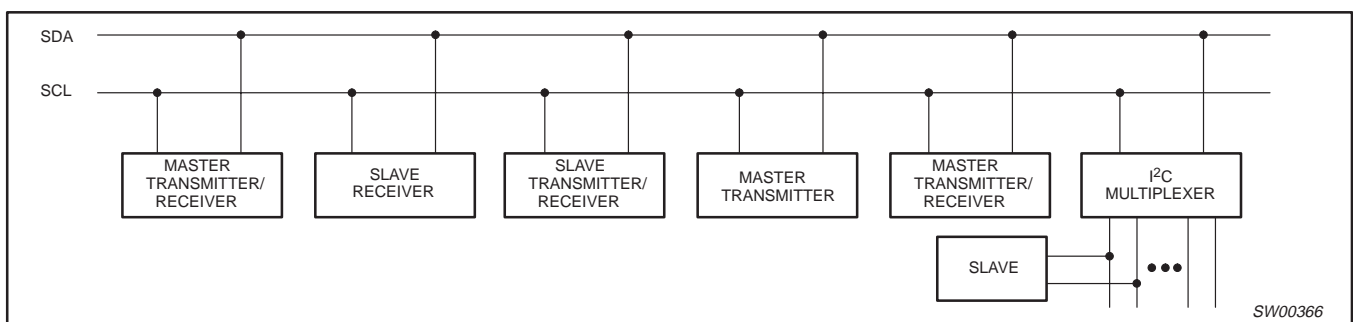 SDA
SCL
MASTER
TRANSMITTER/
RECEIVER
SLAVE
RECEIVER
SLAVE
TRANSMITTER/
RECEIVER
MASTER
TRANSMITTER
MASTER
TRANSMITTER/
RECEIVER
I²C
MULTIPLEXER
SLAVE
SW00366